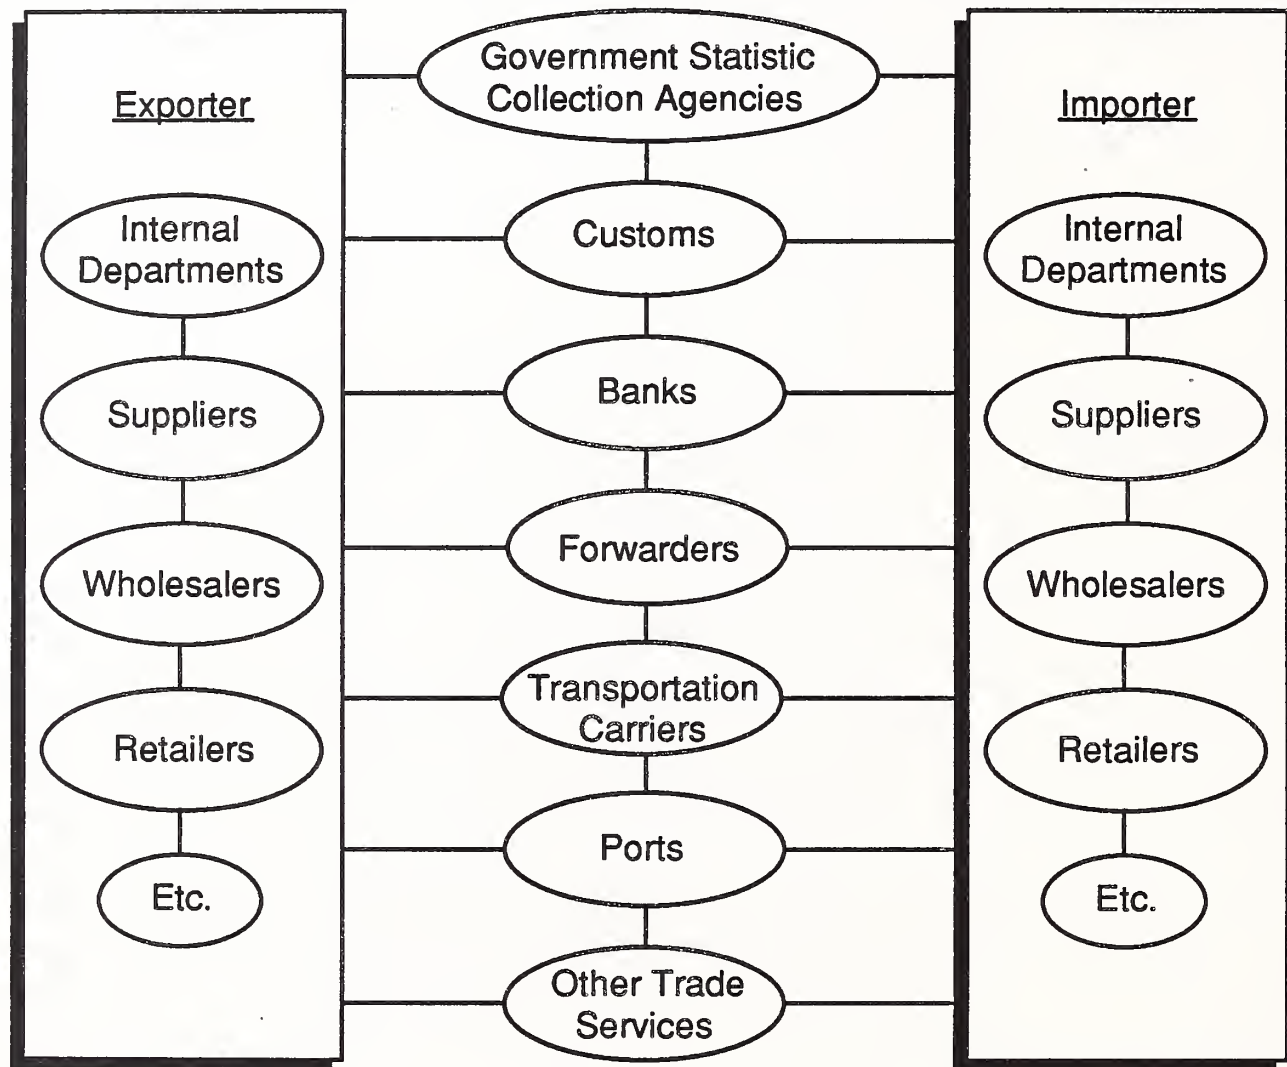 Exporter
Internal
Departments
Suppliers
Wholesalers
Retailers
Etc.
Government Statistic
Collection Agencies
Customs
Banks
Forwarders
Transportation
Carriers
Ports
Other Trade
Services
Importer
Internal
Departments
Suppliers
Wholesalers
Retailers
Etc.